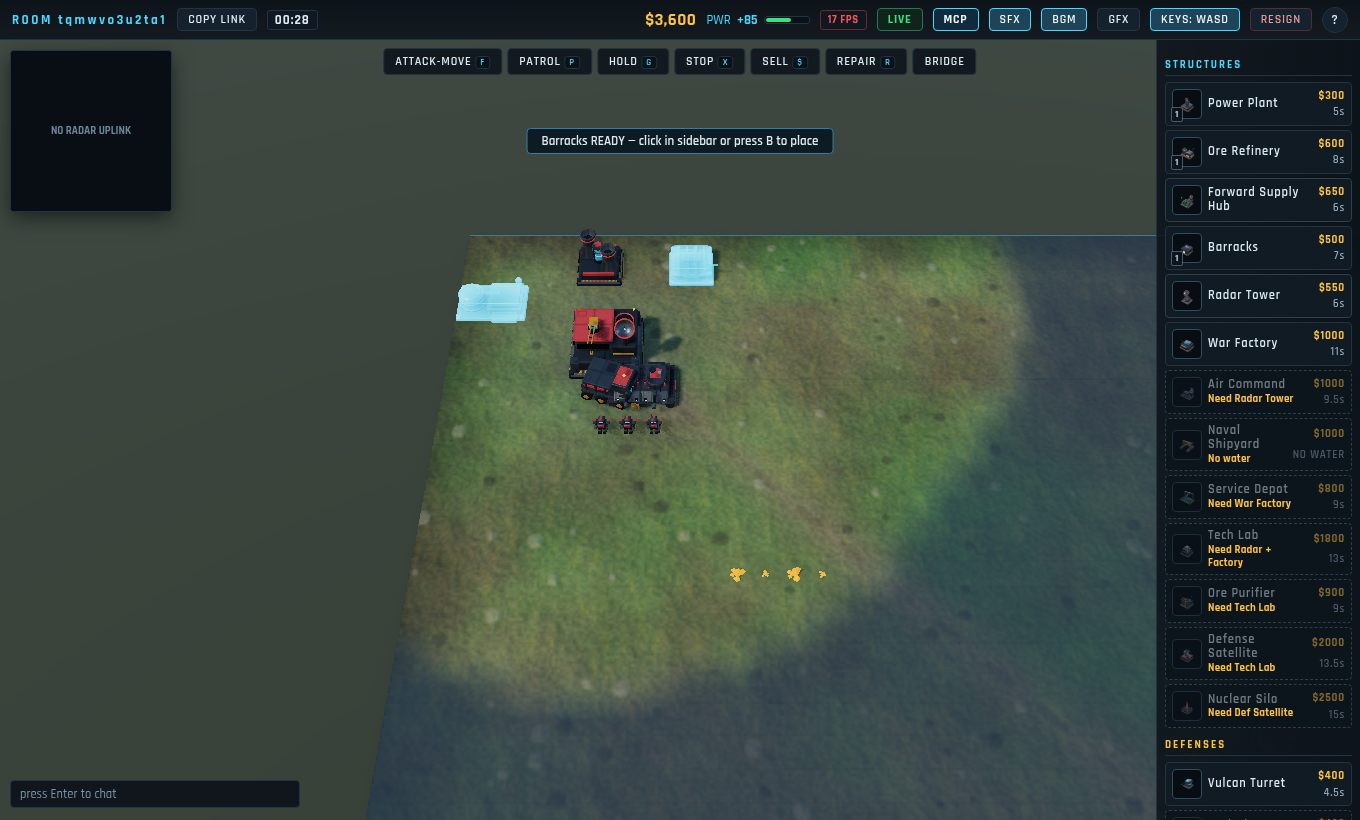 ROOM tqmwvo3u2ta1 COPY LINK 00:28 $3,600 PWR +85 17 FPS LIVE MCP SFX BGM GFX KEYS: WASD RESIGN ?
ATTACK-MOVE F PATROL P HOLD G STOP X SELL $ REPAIR R BRIDGE
NO RADAR UPLINK
Barracks READY — click in sidebar or press B to place
STRUCTURES
1 Power Plant $300 5s
1 Ore Refinery $600 8s
Forward Supply Hub $650 6s
1 Barracks $500 7s
Radar Tower $550 6s
War Factory $1000 11s
Air Command Need Radar Tower $1000 9.5s
Naval Shipyard No water $1000 NO WATER
Service Depot Need War Factory $800 9s
Tech Lab Need Radar + Factory $1800 13s
Ore Purifier Need Tech Lab $900 9s
Defense Satellite Need Tech Lab $2000 13.5s
Nuclear Silo Need Def Satellite $2500 15s
DEFENSES
Vulcan Turret $400 4.5s
press Enter to chat